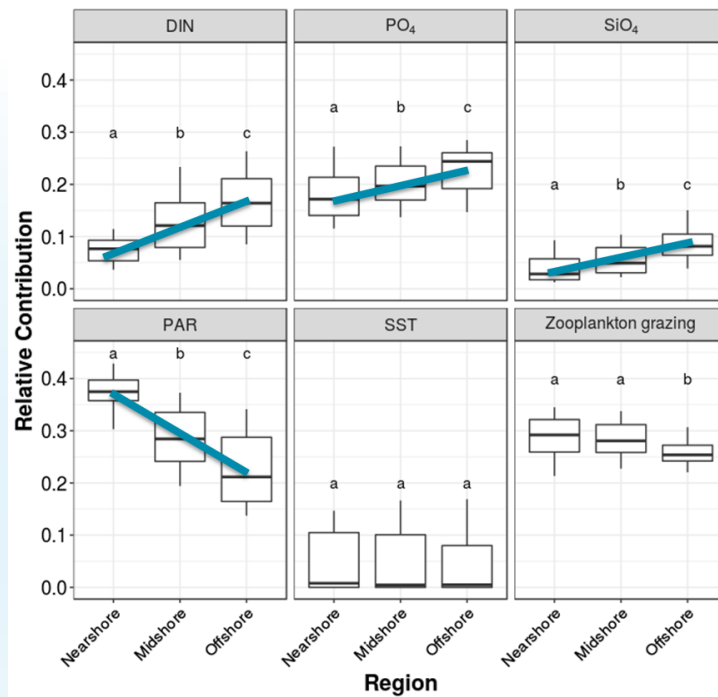 DIN
PO₄
SiO₄
0.4
0.3
0.2
0.1
0.0
a
b
c
a
b
c
a
b
c
PAR
SST
Zooplankton grazing
0.4
0.3
0.2
0.1
0.0
a
b
c
a
a
a
a
a
b
Relative Contribution
Nearshore
Midshore
Offshore
Nearshore
Midshore
Offshore
Nearshore
Midshore
Offshore
Region